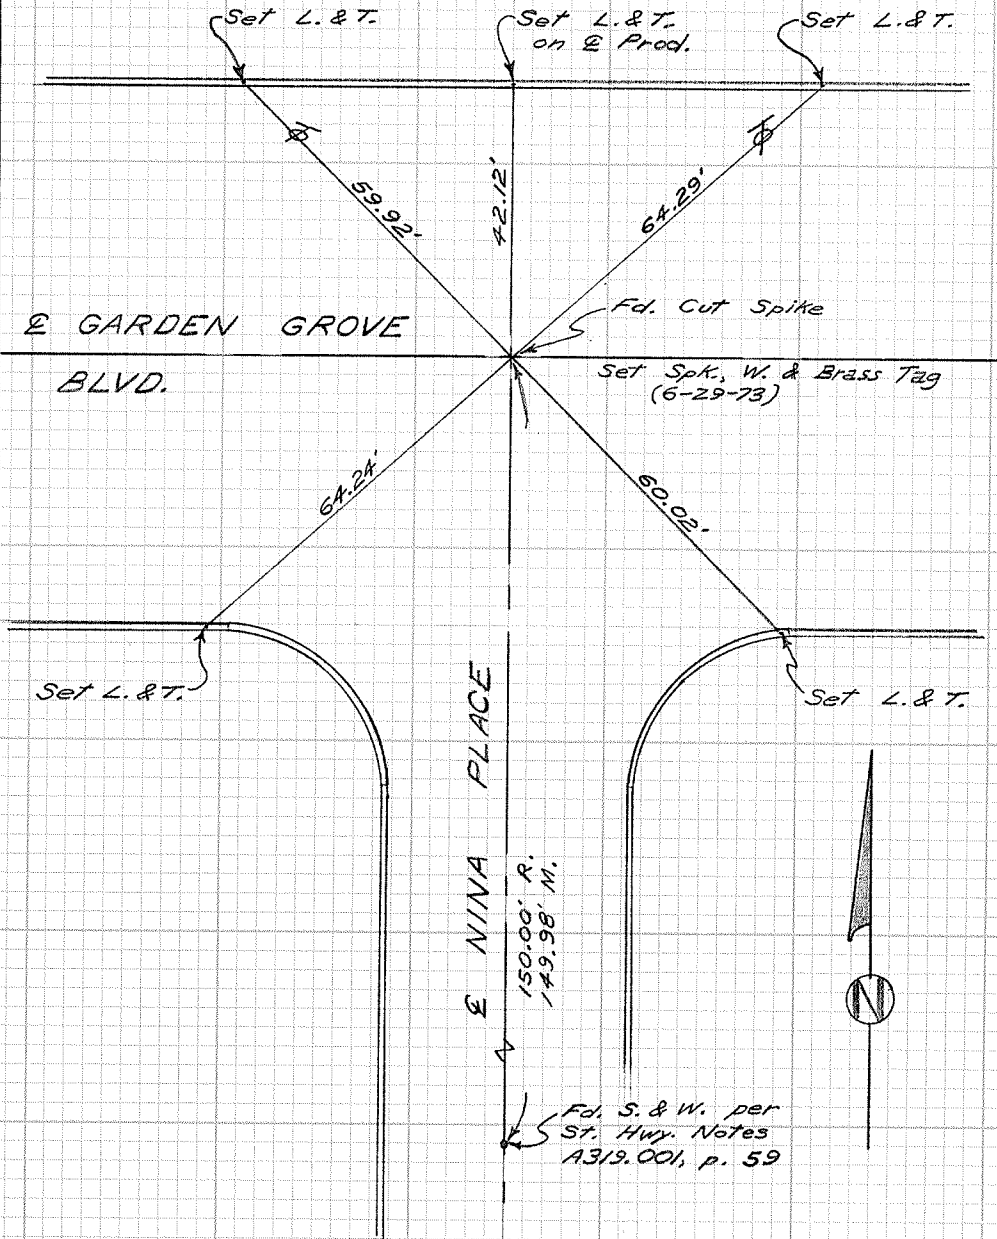 Set L. & T.
Set L. & T.
on ℄ Prod.
Set L. & T.
59.92'
42.12'
64.29'
Fd. Cut Spike
℄ GARDEN GROVE
BLVD.
Set Spk., W. & Brass Tag
(6-29-73)
64.24'
60.02'
Set L. & T.
Set L. & T.
℄ NINA PLACE
150.00' R.
149.98' M.
N
Fd. S. & W. per
St. Hwy. Notes
A319.001, p. 59